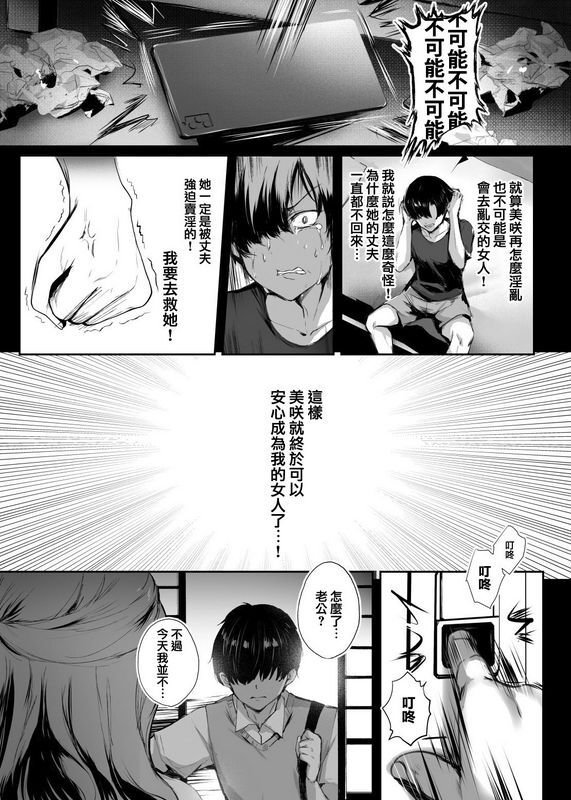 不可能不可能
不可能不可能
就算美咲再怎麼淫亂
也不可能是
會去亂交的女人！
我就說怎麼這麼奇怪！
為什麼她的丈夫
一直都不回來…
她一定是被丈夫
強迫賣淫的！
我要去救她！
這樣
美咲就終於可以
安心成為我的女人了…！
叮咚
叮咚
叮咚
怎麼了…
老公？
不過
今天我並不…